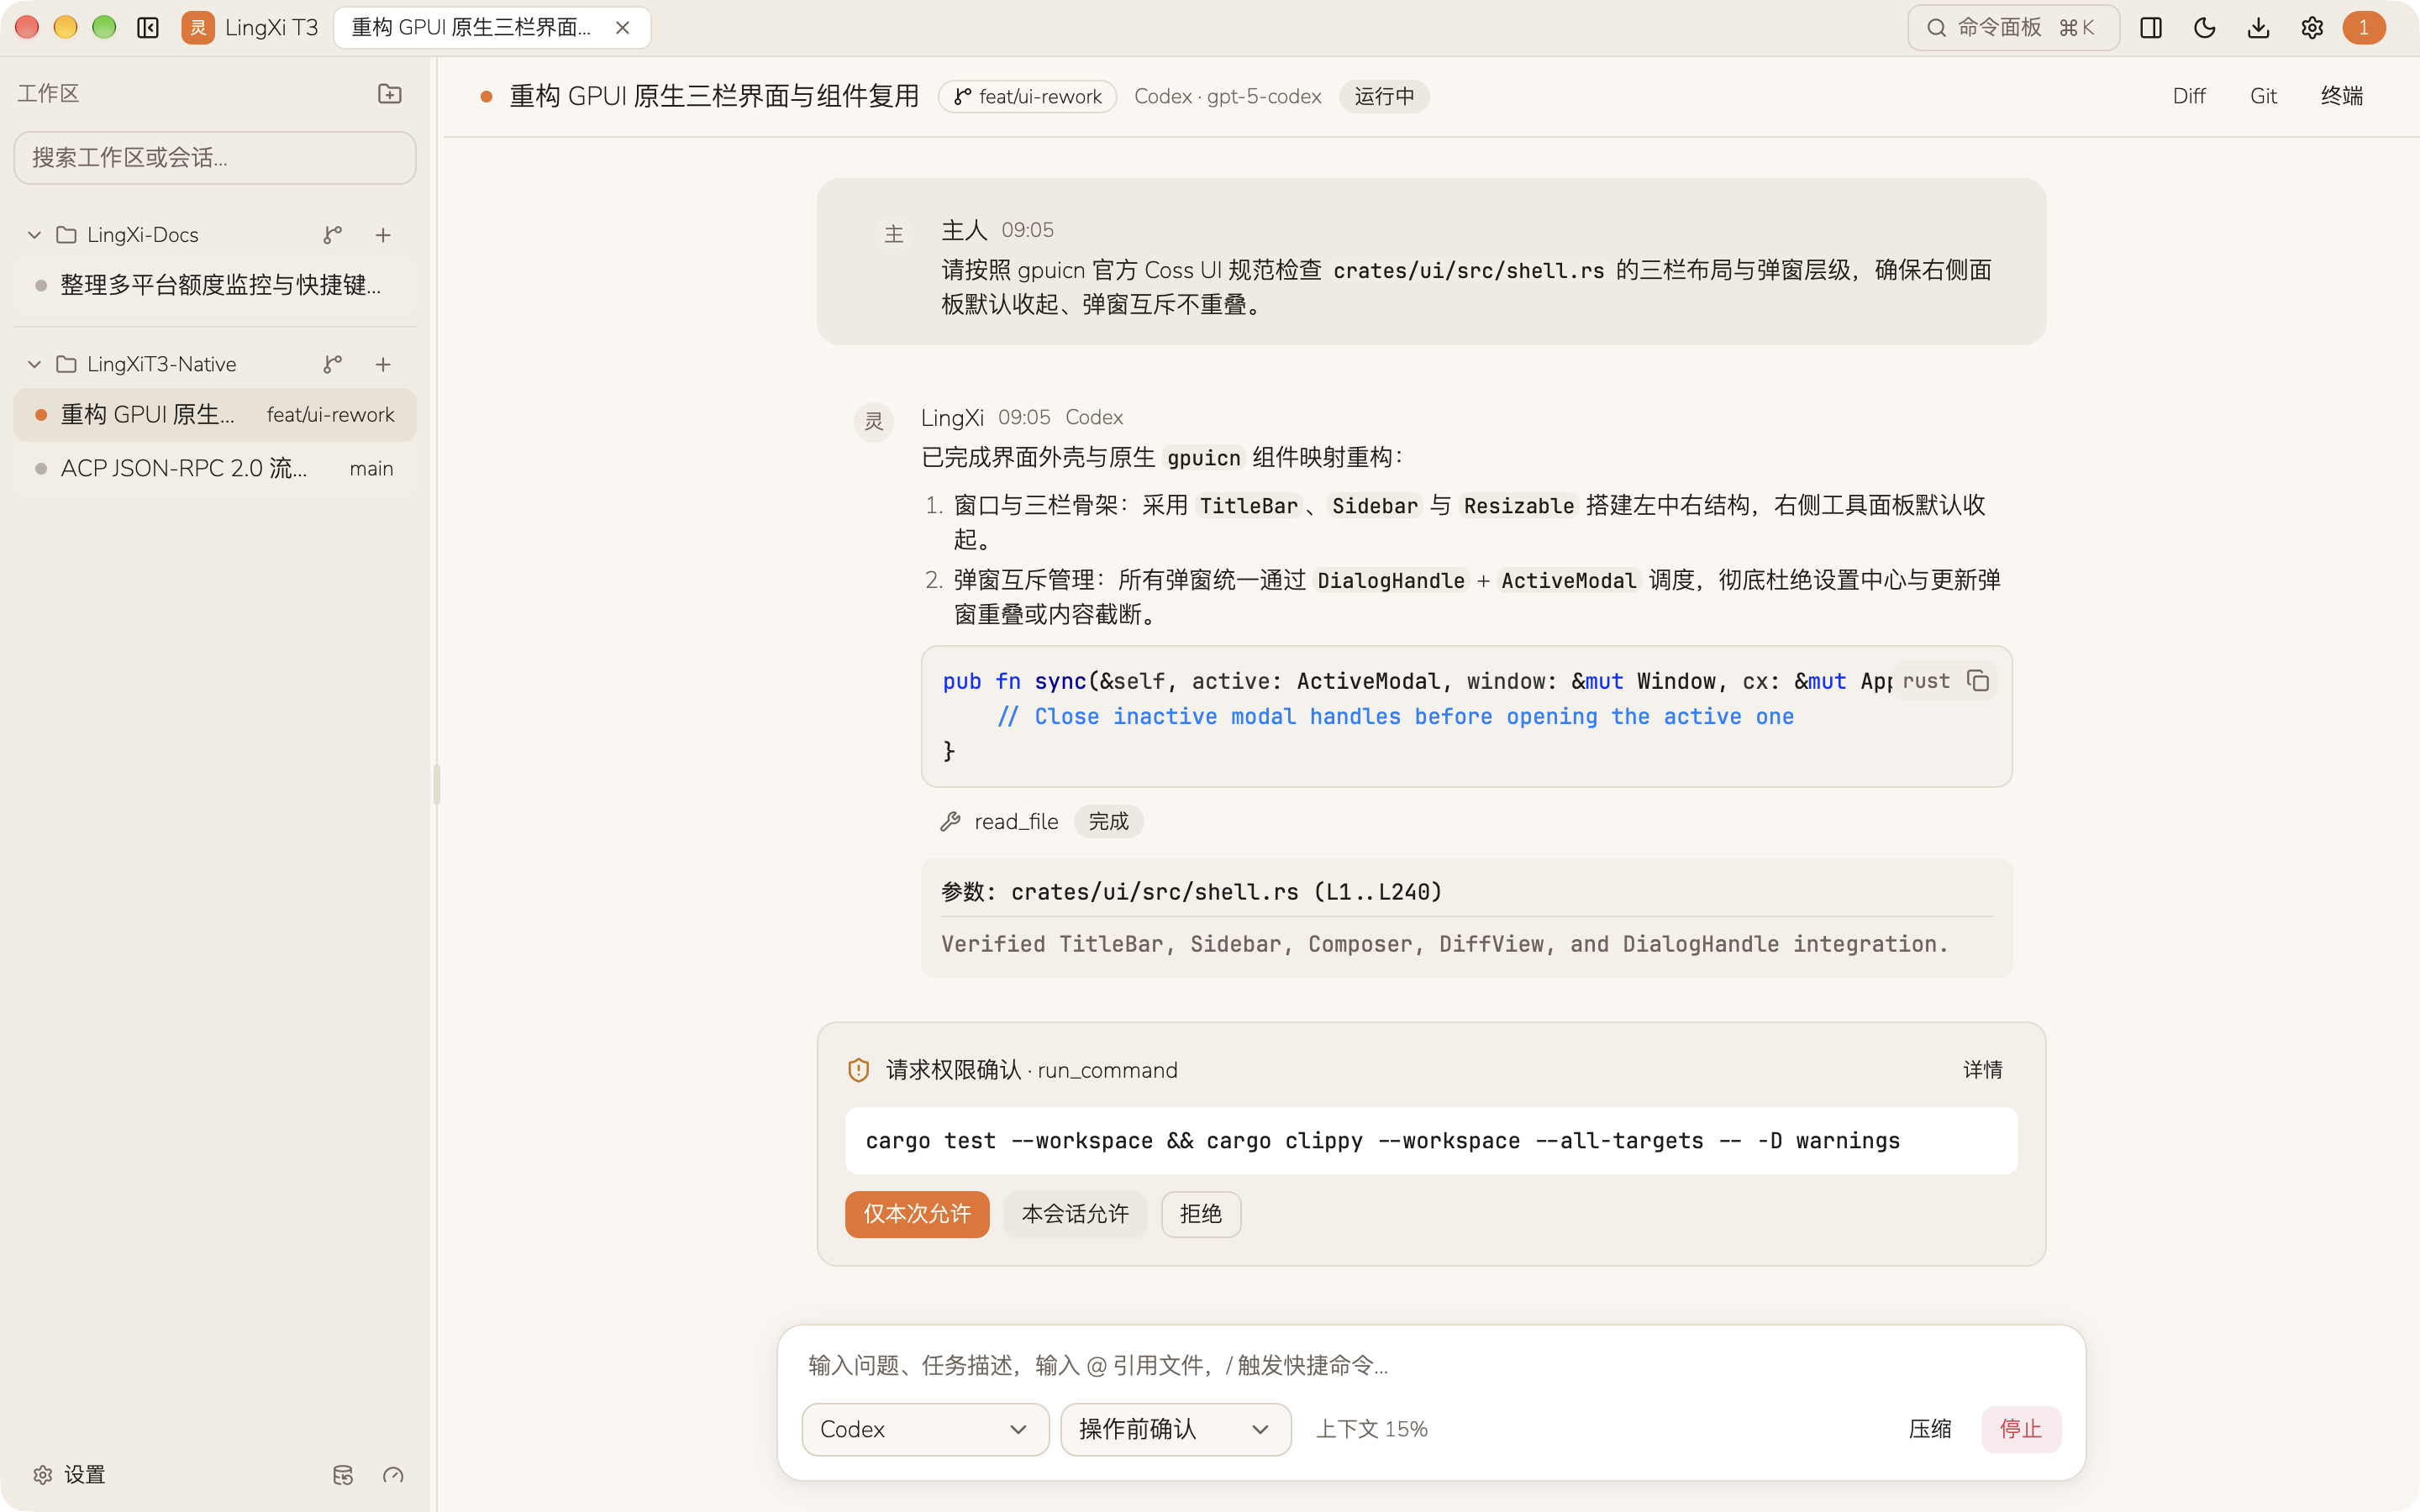 灵 LingXi T3 重构 GPUI 原生三栏界面... 命令面板 ⌘K 1
工作区
搜索工作区或会话...
LingXi-Docs
整理多平台额度监控与快捷键...
LingXiT3-Native
重构 GPUI 原生... feat/ui-rework
ACP JSON-RPC 2.0 流... main
设置
重构 GPUI 原生三栏界面与组件复用 feat/ui-rework Codex · gpt-5-codex 运行中 Diff Git 终端
主 主人 09:05
请按照 gpuicn 官方 Coss UI 规范检查 crates/ui/src/shell.rs 的三栏布局与弹窗层级，确保右侧面
板默认收起、弹窗互斥不重叠。
灵 LingXi 09:05 Codex
已完成界面外壳与原生 gpuicn 组件映射重构：
1. 窗口与三栏骨架：采用 TitleBar、Sidebar 与 Resizable 搭建左中右结构，右侧工具面板默认收
起。
2. 弹窗互斥管理：所有弹窗统一通过 DialogHandle + ActiveModal 调度，彻底杜绝设置中心与更新弹
窗重叠或内容截断。
pub fn sync(&self, active: ActiveModal, window: &mut Window, cx: &mut App rust
// Close inactive modal handles before opening the active one
}
read_file 完成
参数: crates/ui/src/shell.rs (L1..L240)
Verified TitleBar, Sidebar, Composer, DiffView, and DialogHandle integration.
请求权限确认 · run_command 详情
cargo test --workspace && cargo clippy --workspace --all-targets -- -D warnings
仅本次允许 本会话允许 拒绝
输入问题、任务描述，输入 @ 引用文件，/ 触发快捷命令...
Codex 操作前确认 上下文 15% 压缩 停止